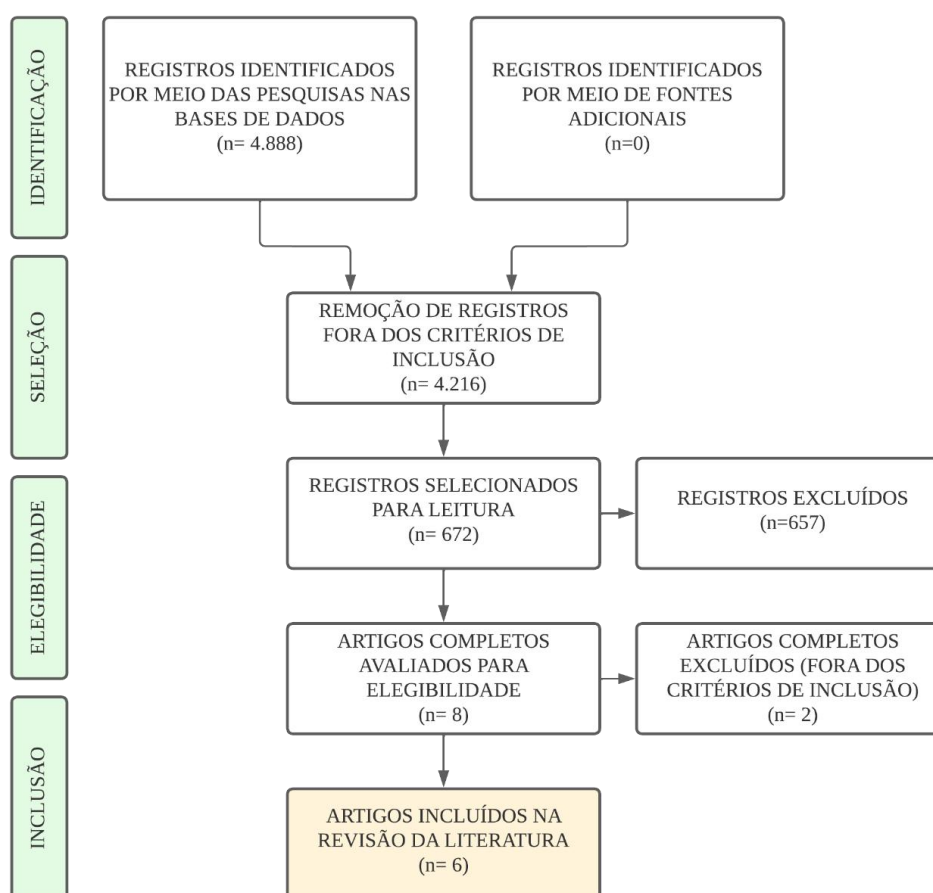 IDENTIFICAÇÃO
REGISTROS IDENTIFICADOS
POR MEIO DAS PESQUISAS NAS
BASES DE DADOS
(n= 4.888)
REGISTROS IDENTIFICADOS
POR MEIO DE FONTES
ADICIONAIS
(n=0)
SELEÇÃO
REMOÇÃO DE REGISTROS
FORA DOS CRITÉRIOS DE
INCLUSÃO
(n= 4.216)
ELEGIBILIDADE
REGISTROS SELECIONADOS
PARA LEITURA
(n= 672)
REGISTROS EXCLUÍDOS
(n=657)
ARTIGOS COMPLETOS
AVALIADOS PARA
ELEGIBILIDADE
(n= 8)
ARTIGOS COMPLETOS
EXCLUÍDOS (FORA DOS
CRITÉRIOS DE INCLUSÃO)
(n= 2)
INCLUSÃO
ARTIGOS INCLUÍDOS NA
REVISÃO DA LITERATURA
(n= 6)